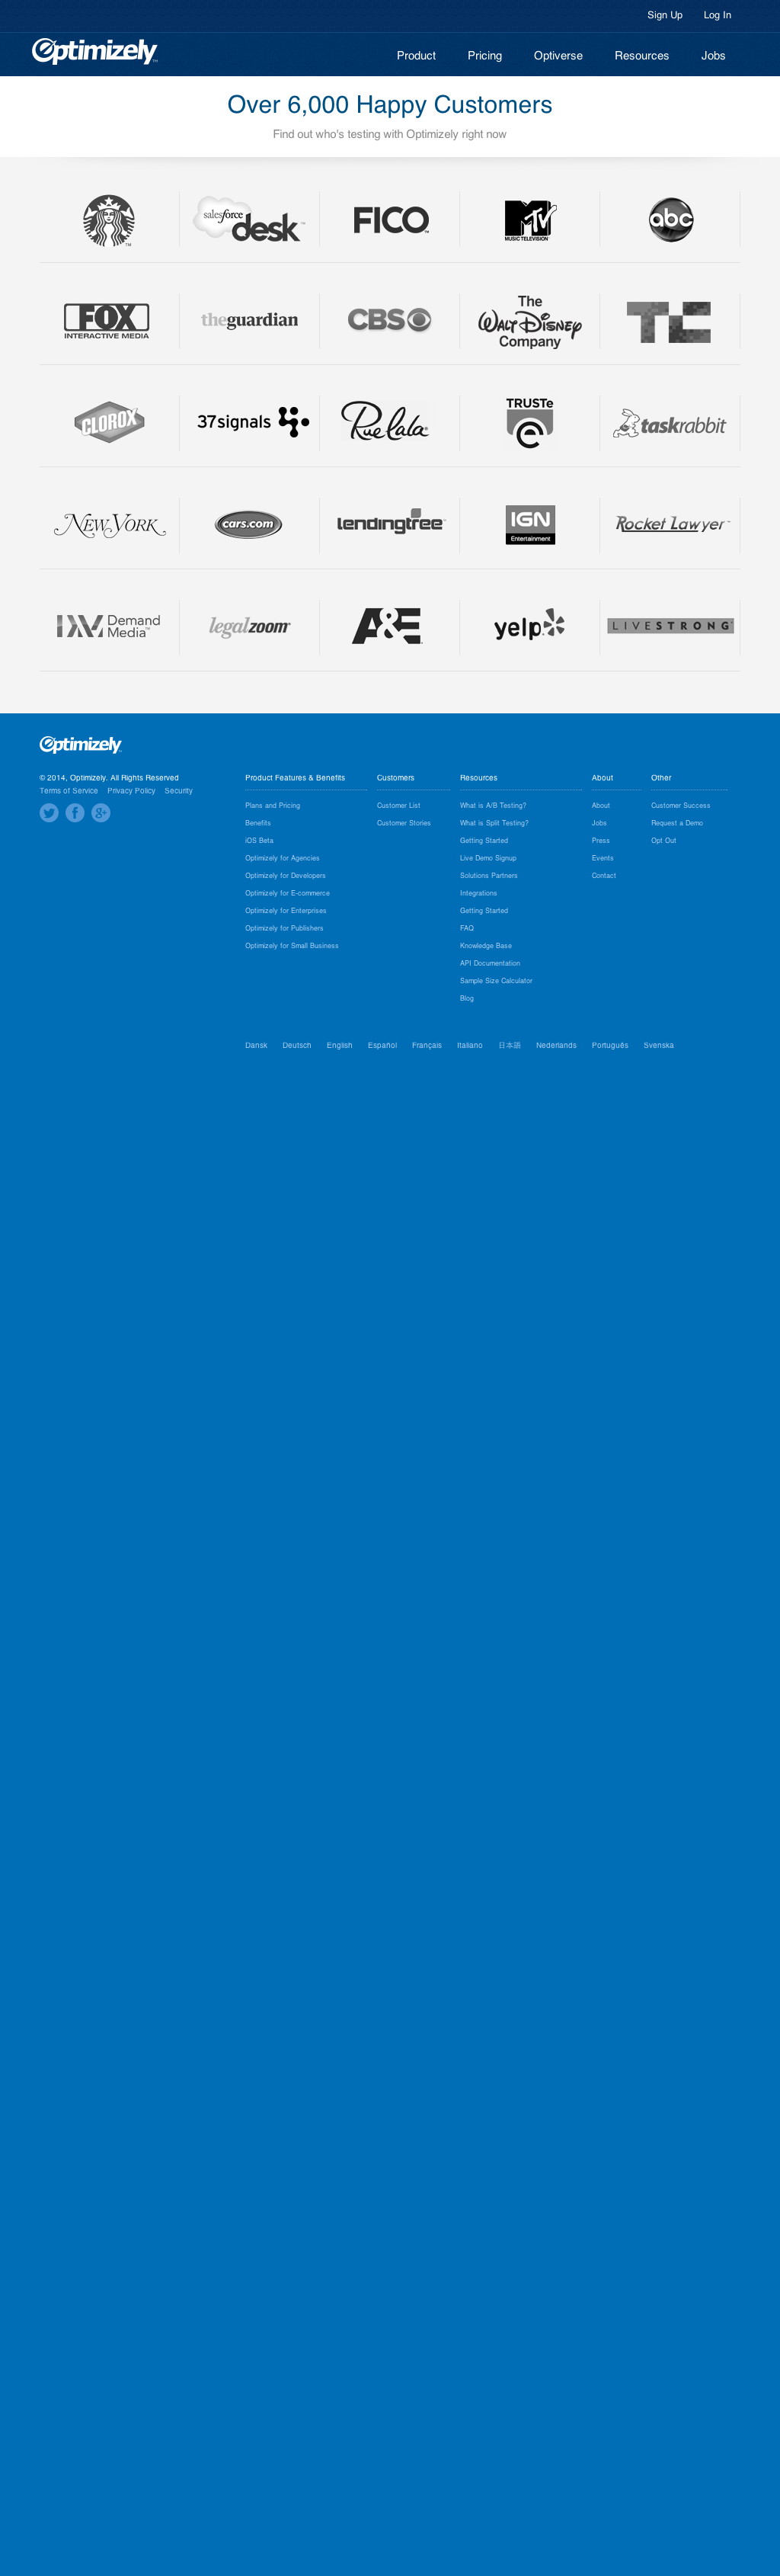 Sign Up Log In
Optimizely™
Product Pricing Optiverse Resources Jobs
Over 6,000 Happy Customers
Find out who's testing with Optimizely right now
™ salesforce desk™ FICO™ MTV MUSIC TELEVISION abc
FOX INTERACTIVE MEDIA theguardian CBS The WALT DISNEY Company TC
CLOROX 37signals Rue la la® TRUSTe e taskrabbit
NEW YORK. cars.com lendingtree® IGN Entertainment Rocket Lawyer™
Demand Media™ legalzoom® A&E yelp LIVESTRONG
Optimizely
© 2014, Optimizely. All Rights Reserved
Terms of Service Privacy Policy Security
g+
Product Features & Benefits
Plans and Pricing
Benefits
iOS Beta
Optimizely for Agencies
Optimizely for Developers
Optimizely for E-commerce
Optimizely for Enterprises
Optimizely for Publishers
Optimizely for Small Business
Customers
Customer List
Customer Stories
Resources
What is A/B Testing?
What is Split Testing?
Getting Started
Live Demo Signup
Solutions Partners
Integrations
Getting Started
FAQ
Knowledge Base
API Documentation
Sample Size Calculator
Blog
About
About
Jobs
Press
Events
Contact
Other
Customer Success
Request a Demo
Opt Out
Dansk Deutsch English Español Français Italiano 日本語 Nederlands Português Svenska